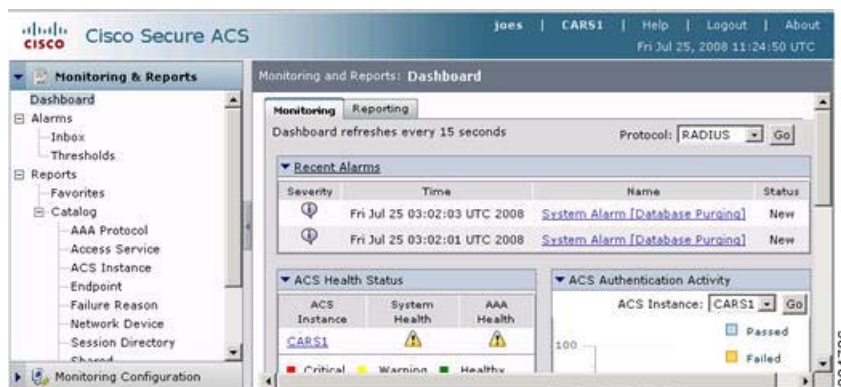 CISCO
Cisco Secure ACS
joes | CARS1 | Help | Logout | About
Fri Jul 25, 2008 11:24:50 UTC
Monitoring & Reports
Dashboard
Alarms
Inbox
Thresholds
Reports
Favorites
Catalog
AAA Protocol
Access Service
ACS Instance
Endpoint
Failure Reason
Network Device
Session Directory
Shared
Monitoring Configuration
Monitoring and Reports: Dashboard
Monitoring Reporting
Dashboard refreshes every 15 seconds Protocol: RADIUS Go
Recent Alarms
Severity Time Name Status
Fri Jul 25 03:02:03 UTC 2008 System Alarm [Database Purging] New
Fri Jul 25 03:02:01 UTC 2008 System Alarm [Database Purging] New
ACS Health Status
ACS Instance System Health AAA Health
CARS1
Critical Warning Healthy
ACS Authentication Activity
ACS Instance: CARS1 Go
Passed
Failed
100